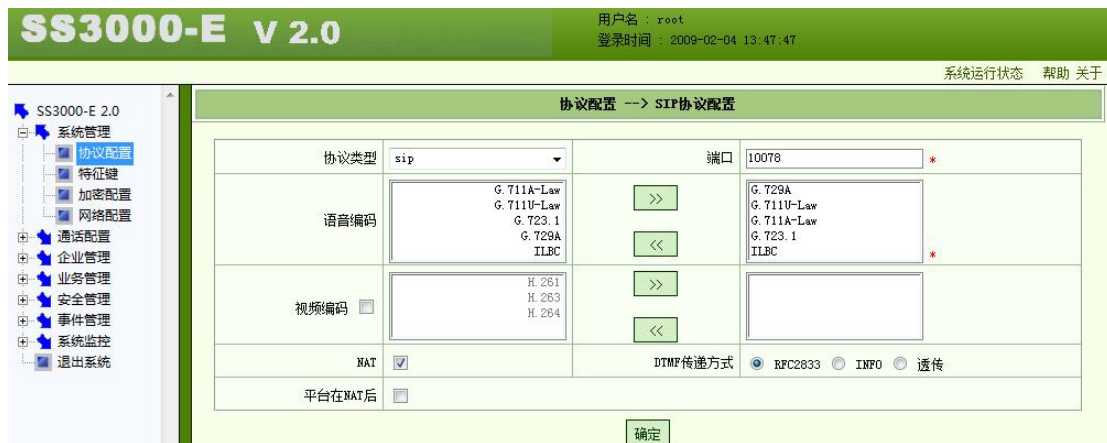 SS3000-E V 2.0
用户名 : root
登录时间 : 2009-02-04 13:47:47
系统运行状态 帮助 关于
SS3000-E 2.0
系统管理
协议配置
特征键
加密配置
网络配置
通话配置
企业管理
业务管理
安全管理
事件管理
系统监控
退出系统
协议配置 --> SIP协议配置
协议类型 sip 端口 10078 *
语音编码
G.711A-Law
G.711U-Law
G.723.1
G.729A
ILBC
>>
<<
G.729A
G.711U-Law
G.711A-Law
G.723.1
ILBC
*
视频编码
H.261
H.263
H.264
>>
<<
NAT DTMF传递方式 RFC2833 INFO 透传
平台在NAT后
确定